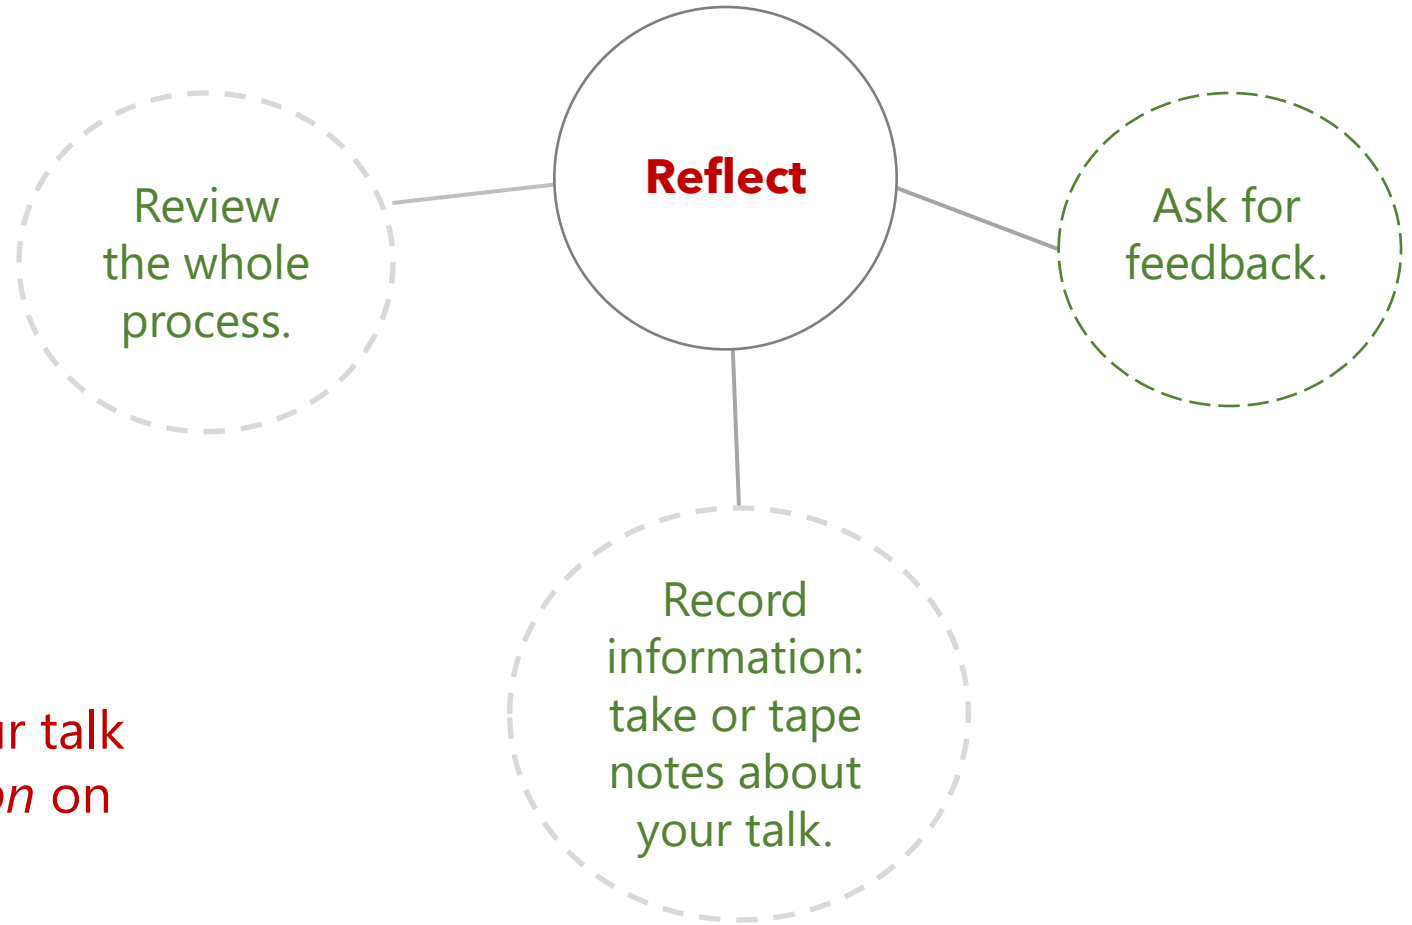 Reflect
Review
the whole
process.
Ask for
feedback.
Record
information:
take or tape
notes about
your talk.
talk
on